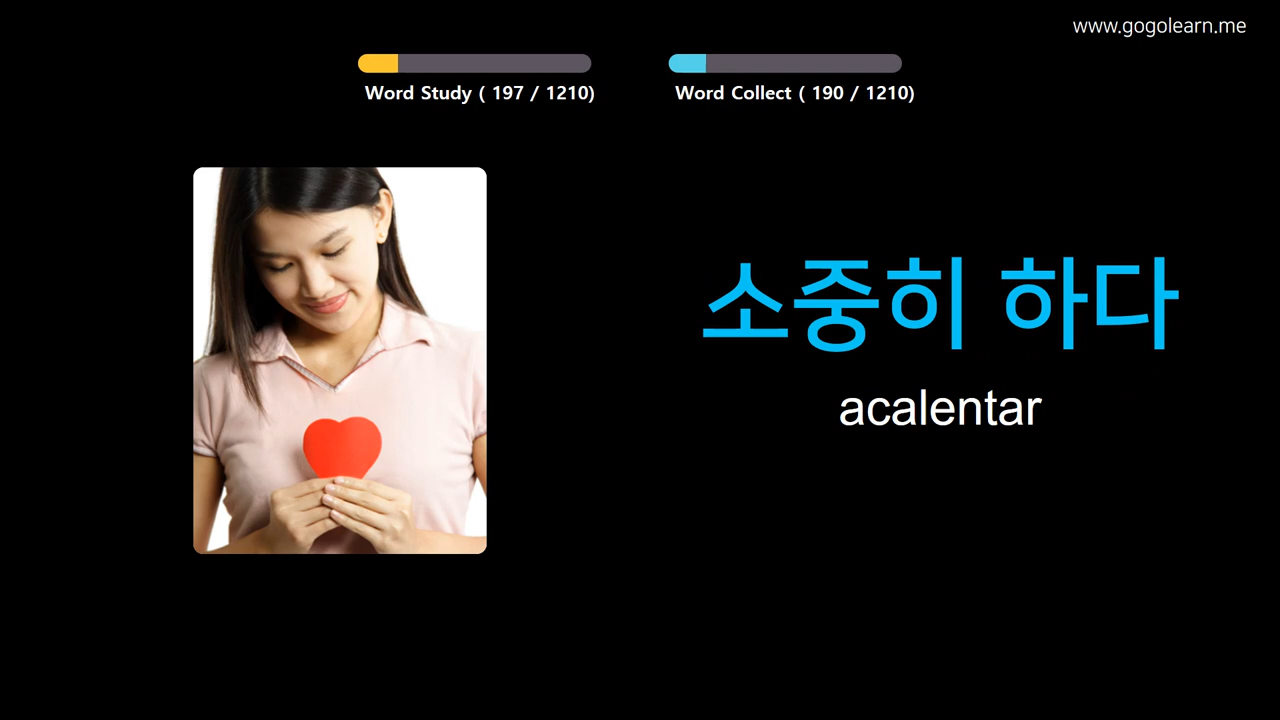 www.gogolearn.me
Word Study ( 197 / 1210)
Word Collect ( 190 / 1210)
소중히 하다
acalentar